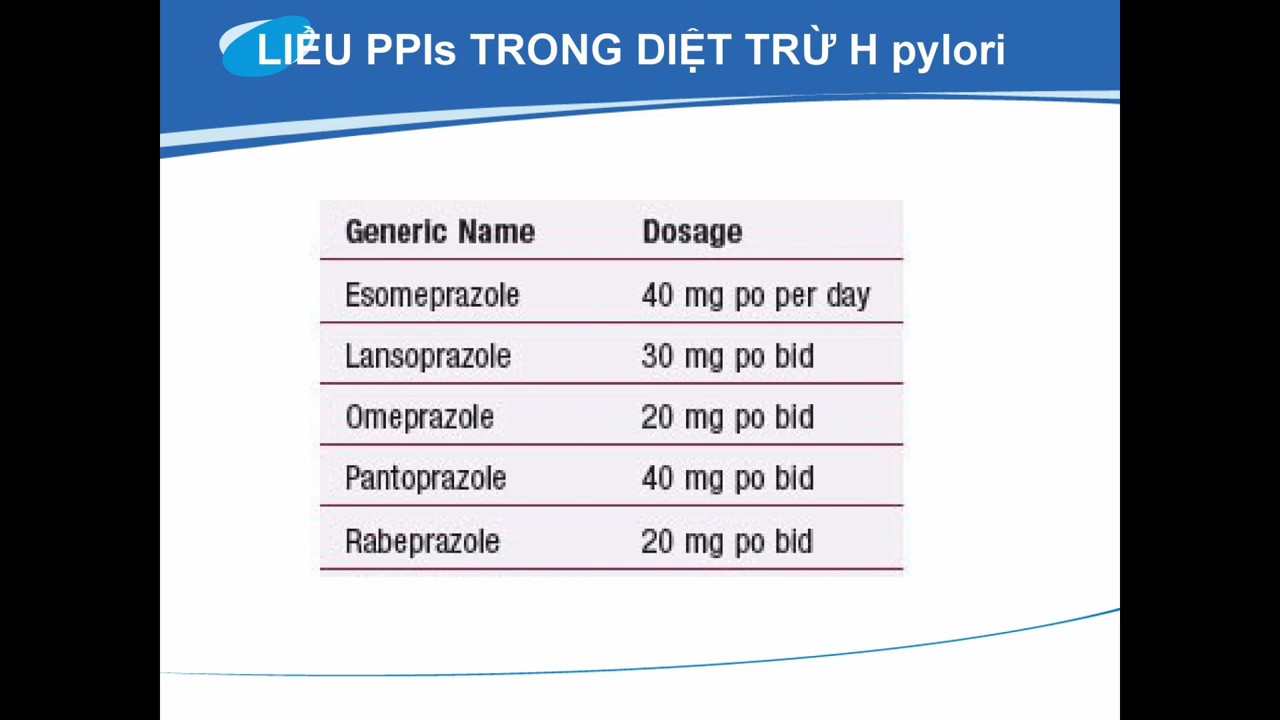 LIỀU PPIs TRONG DIỆT TRỪ H pylori
Generic Name Dosage
Esomeprazole 40 mg po per day
Lansoprazole 30 mg po bid
Omeprazole 20 mg po bid
Pantoprazole 40 mg po bid
Rabeprazole 20 mg po bid